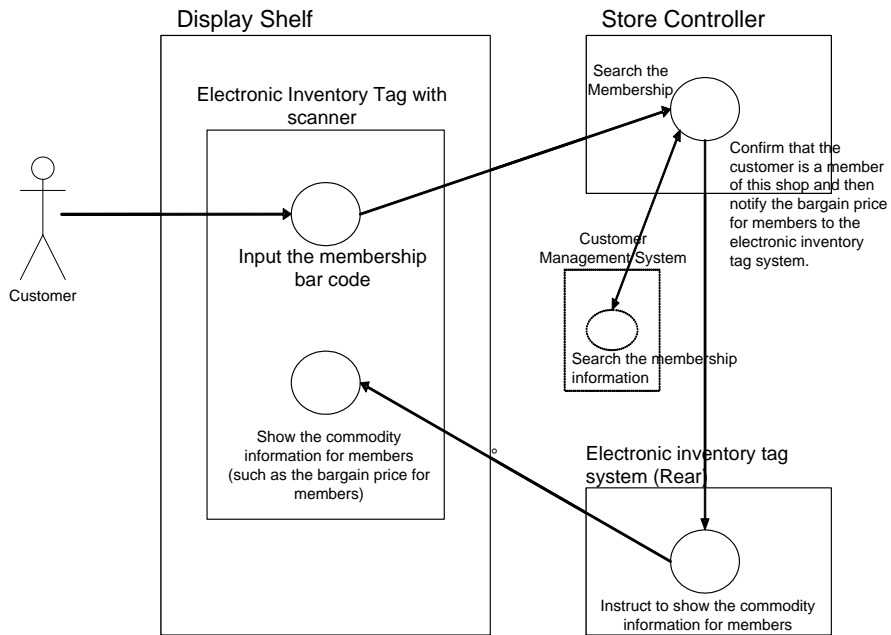 Display Shelf
Store Controller
Electronic Inventory Tag with
scanner
Search the
Membership
Confirm that the
customer is a member
of this shop and then
notify the bargain price
for members to the
electronic inventory
tag system.
Customer
Input the membership
bar code
Customer
Management System
Search the membership
information
Show the commodity
information for members
(such as the bargain price for
members)
Electronic inventory tag
system (Rear)
Instruct to show the commodity
information for members